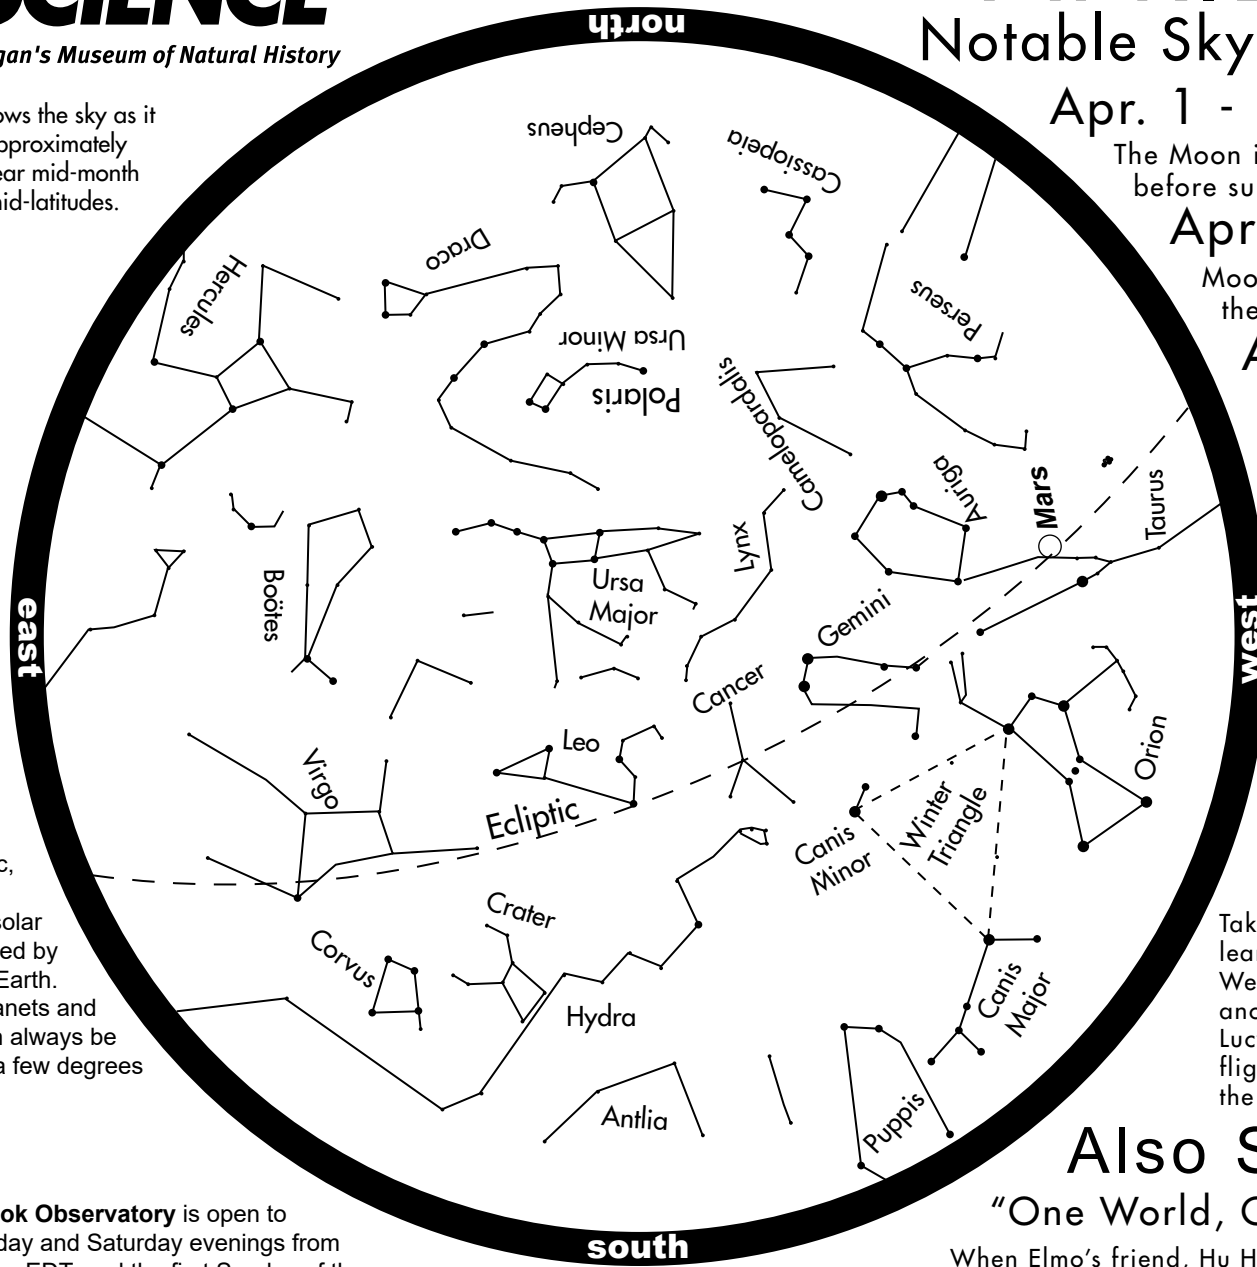 SCIENCE
gan's Museum of Natural History
ows the sky as it
pproximately
ear mid-month
nid-latitudes.
Notable Sky
Apr. 1 -
The Moon i
before su
Apr
Moo
the
A
north
Cepheus
Cassiopeia
Draco
Hercules
Perseus
Ursa Minor
Polaris
Camelopardalis
Auriga
Mars
Taurus
Lynx
Boötes
Ursa
Major
east
west
Gemini
Cancer
Leo
Virgo
Ecliptic
Orion
Winter
Triangle
Canis
Minor
Crater
Corvus
Hydra
Canis
Major
Antlia
Puppis
south
c,
solar
ed by
Earth.
anets and
n always be
a few degrees
Tak
lear
We
and
Luc
flig
the
ok Observatory is open to
day and Saturday evenings from
Also S
“One World, O
When Elmo’s friend, Hu H